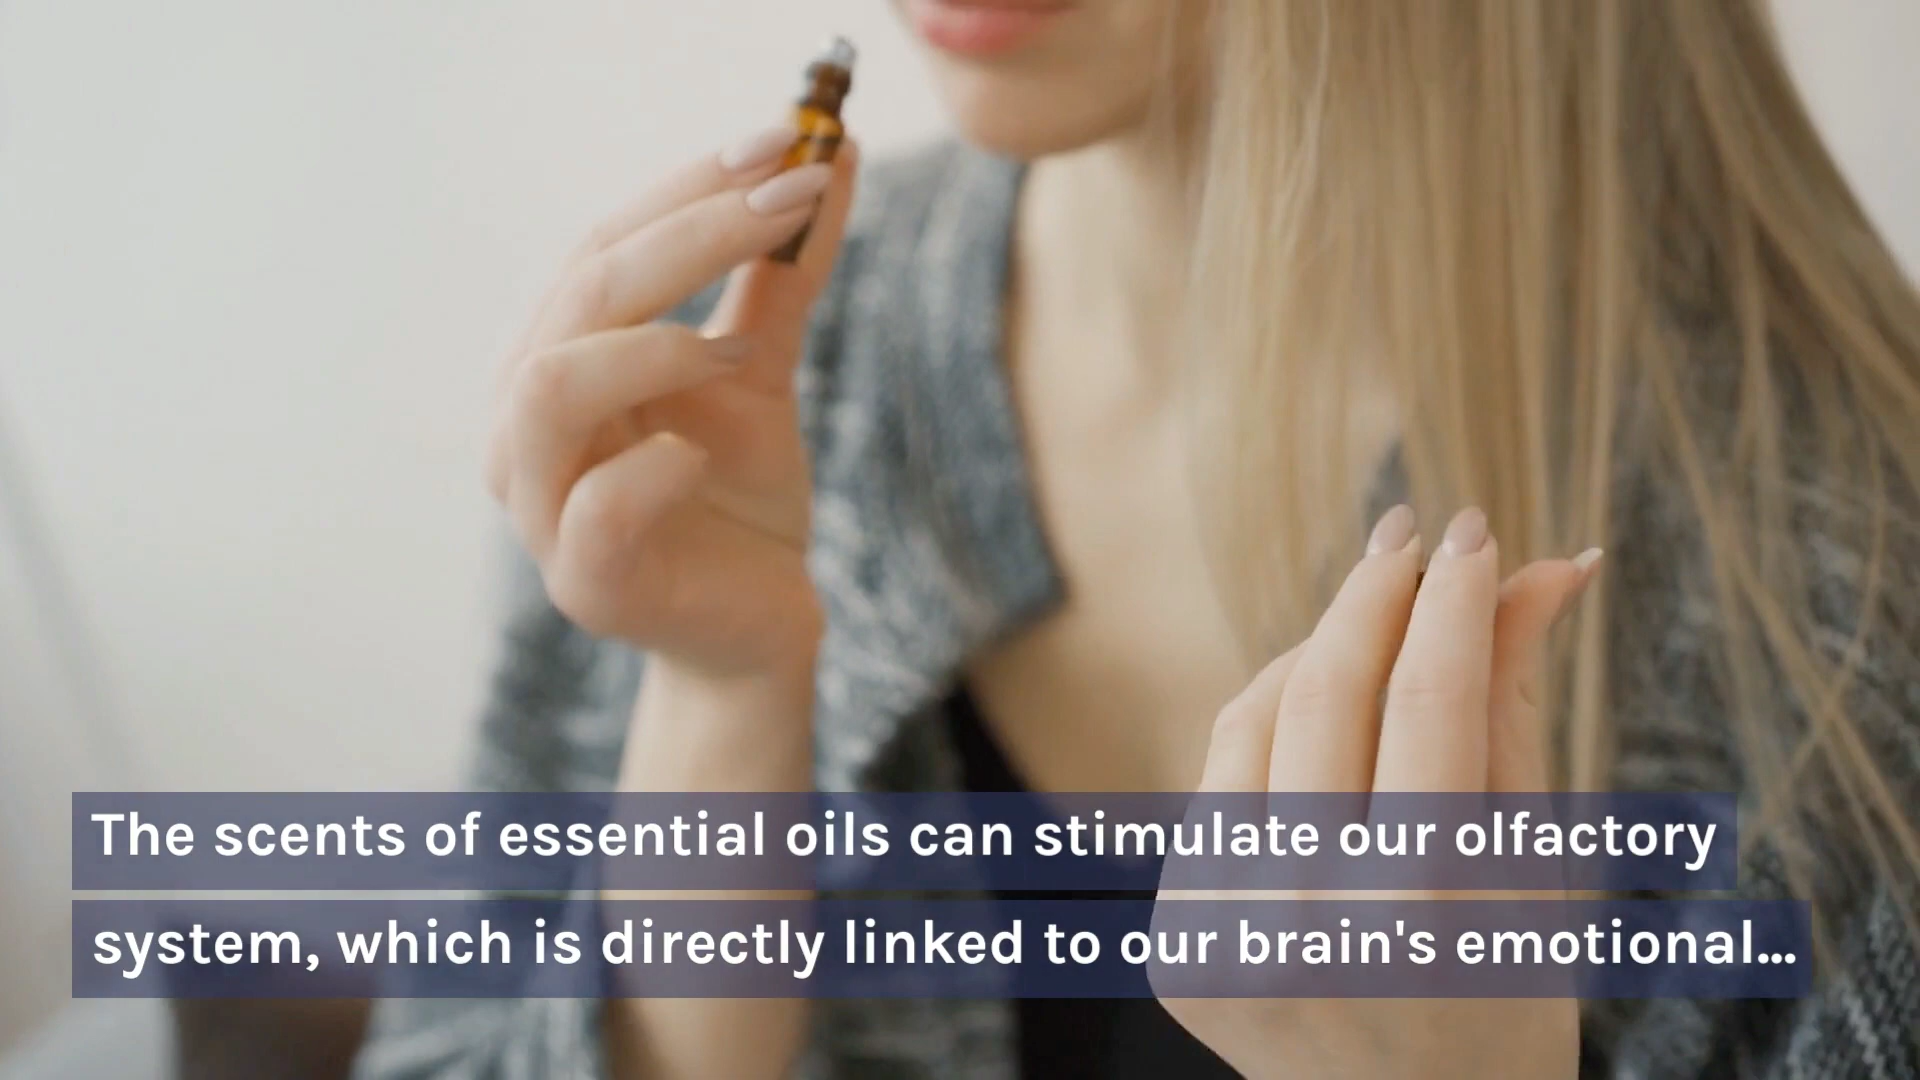 The scents of essential oils can stimulate our olfactory
system, which is directly linked to our brain's emotional...